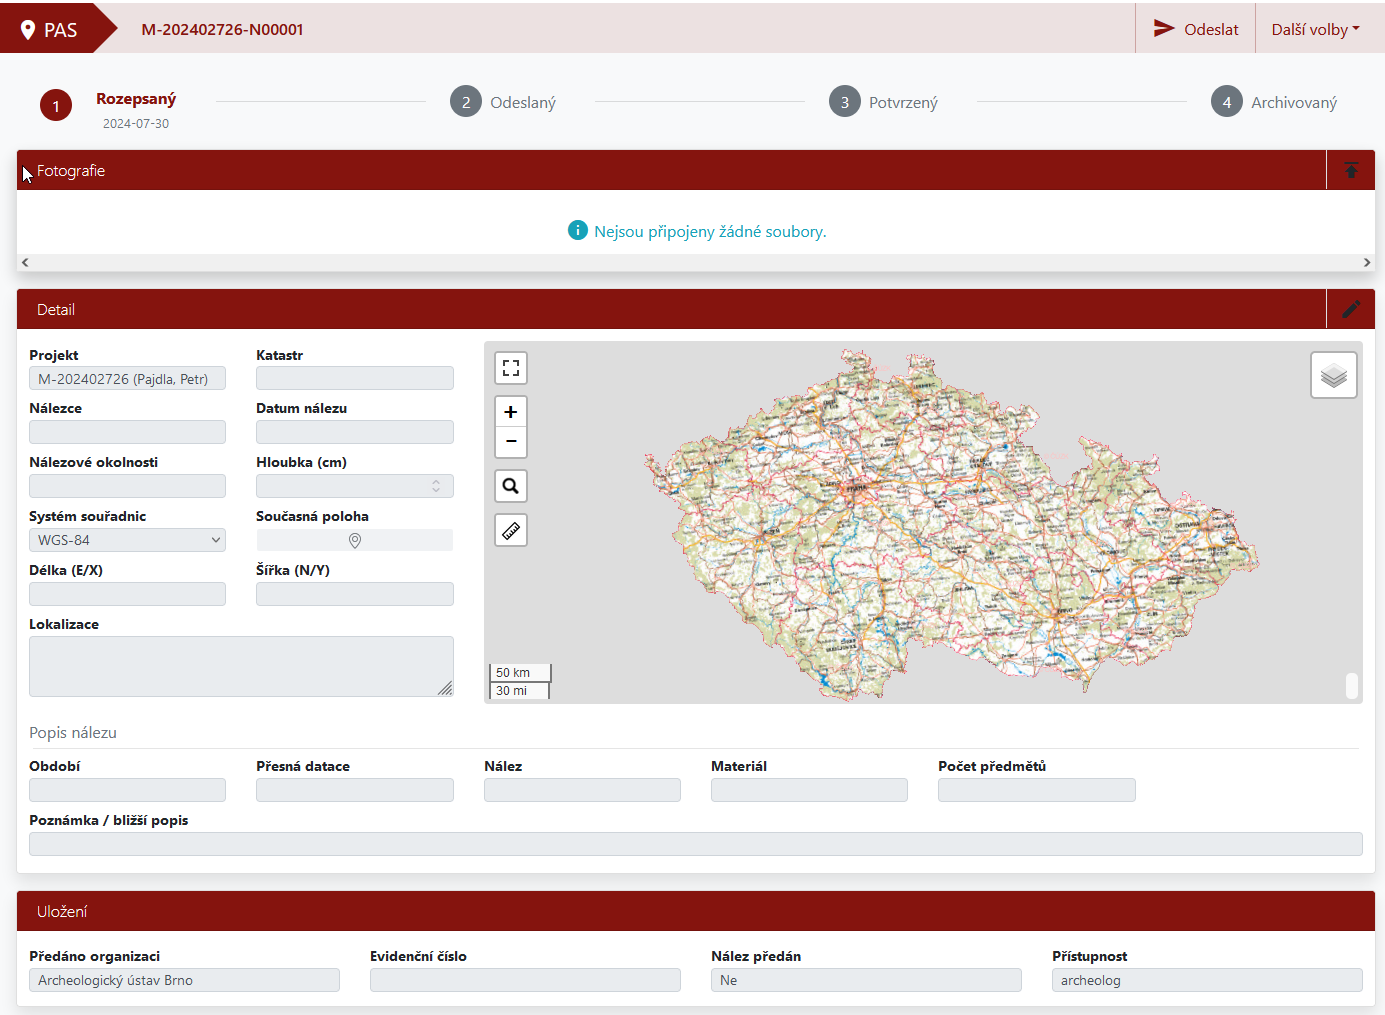 PAS
M-202402726-N00001
Odeslat
Další volby
1 Rozepsaný
2024-07-30
2 Odeslaný
3 Potvrzený
4 Archivovaný
Fotografie
Nejsou připojeny žádné soubory.
Detail
Projekt
Katastr
M-202402726 (Pajdla, Petr)
Nálezce
Datum nálezu
Nálezové okolnosti
Hloubka (cm)
Systém souřadnic
Současná poloha
WGS-84
Délka (E/X)
Šířka (N/Y)
Lokalizace
+
−
PRAHA
BRNO
OSTRAVA
50 km
30 mi
Popis nálezu
Období
Přesná datace
Nález
Materiál
Počet předmětů
Poznámka / bližší popis
Uložení
Předáno organizaci
Evidenční číslo
Nález předán
Přístupnost
Archeologický ústav Brno
Ne
archeolog